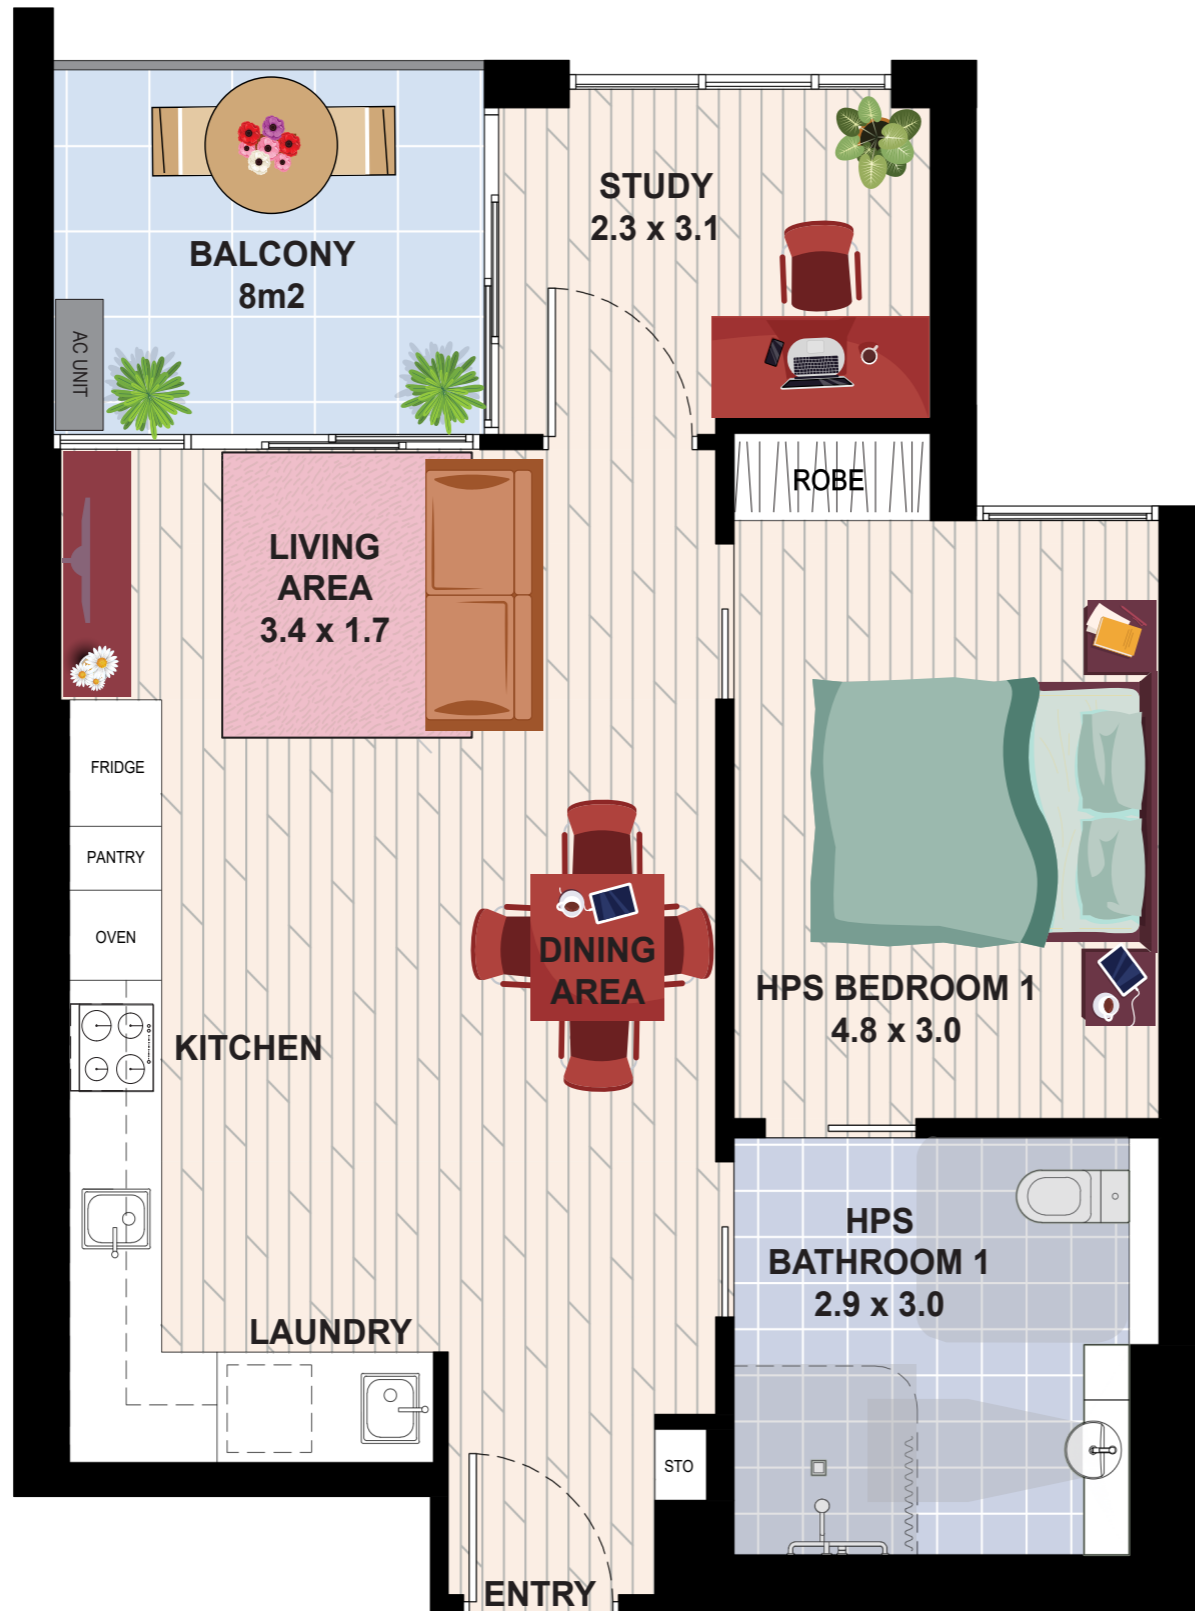 STUDY
2.3 x 3.1
BALCONY
8m2
AC UNIT
ROBE
LIVING
AREA
3.4 x 1.7
FRIDGE
PANTRY
OVEN
DINING
AREA
HPS BEDROOM 1
4.8 x 3.0
KITCHEN
HPS
BATHROOM 1
2.9 x 3.0
LAUNDRY
STO
ENTRY